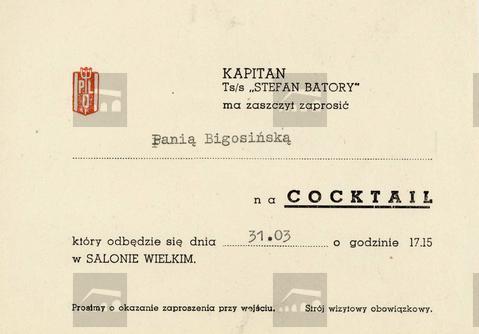 PLO
KAPITAN
Ts/s „STEFAN BATORY"
ma zaszczyt zaprosić
Panią Bigosińską
na COCKTAIL
który odbędzie się dnia 31.03 o godzinie 17.15
w SALONIE WIELKIM.
Prosimy o okazanie zaproszenia przy wejściu. Strój wizytowy obowiązkowy.